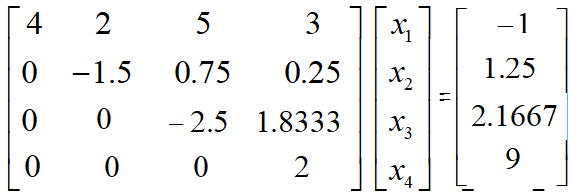 4 2 5 3 x₁ –1
0 −1.5 0.75 0.25 x₂ = 1.25
0 0 – 2.5 1.8333 x₃ 2.1667
0 0 0 2 x₄ 9